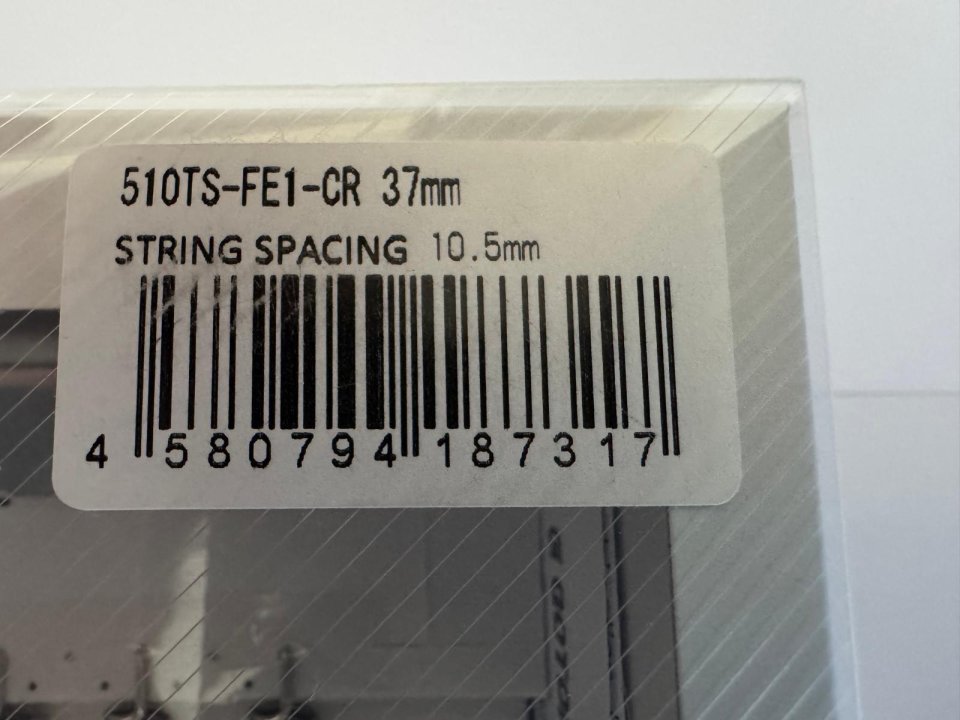 510TS-FE1-CR 37mm
STRING SPACING 10.5mm
4 580794 187317